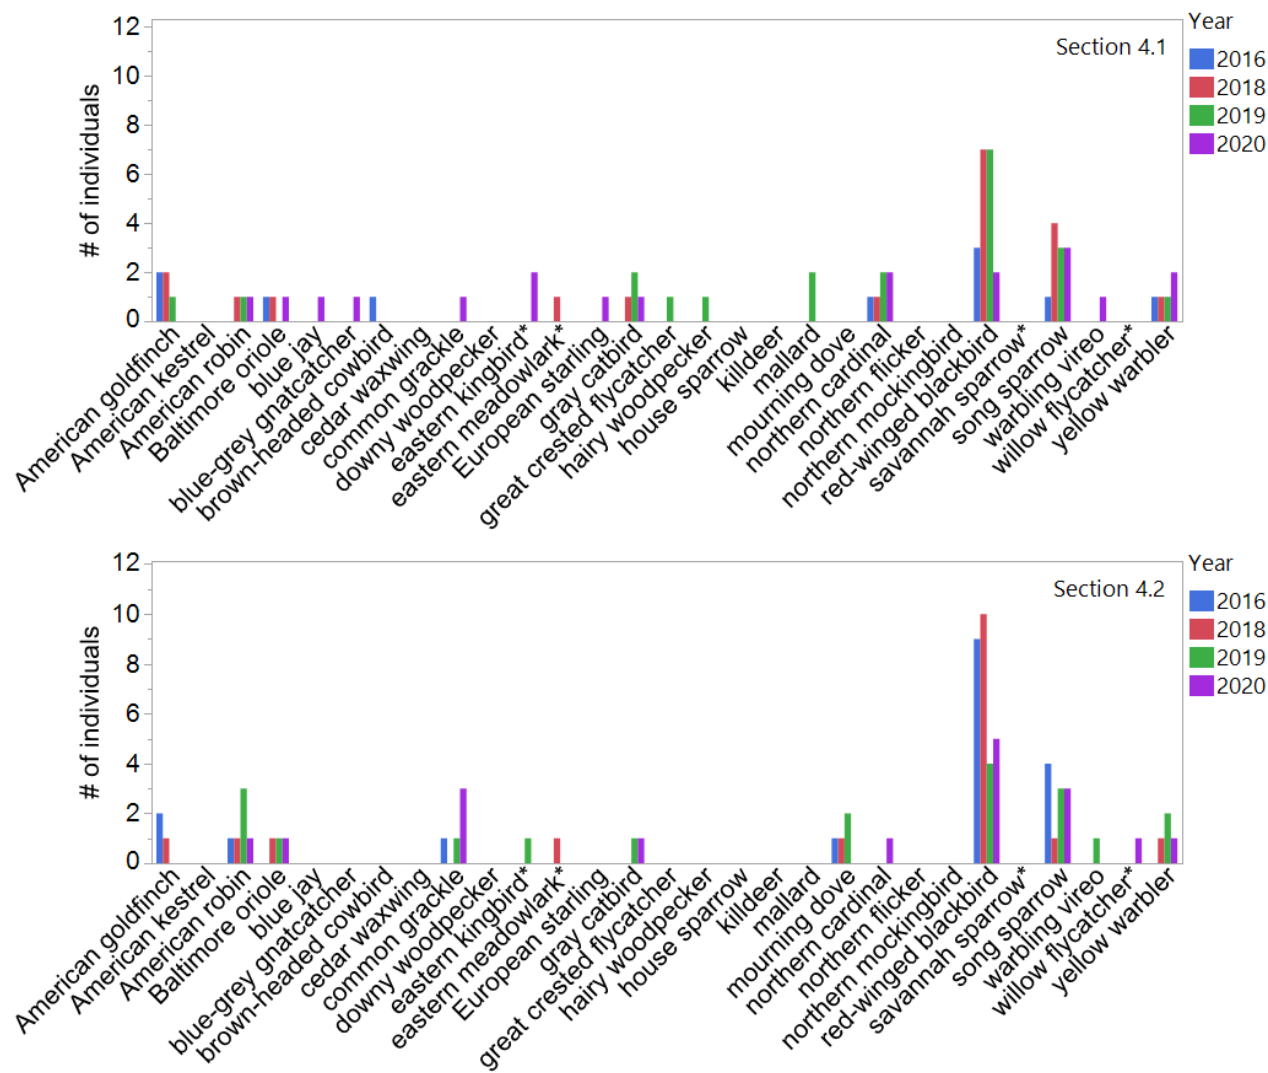 Year
12
Section 4.1
2016
10
2018
8
2019
2020
6
4
2
0
# of individuals
American goldfinch
American kestrel
American robin
Baltimore oriole
blue jay
blue-grey gnatcatcher
brown-headed cowbird
cedar waxwing
common grackle
downy woodpecker
eastern kingbird*
eastern meadowlark*
European starling
gray catbird
great crested flycatcher
hairy woodpecker
house sparrow
killdeer
mallard
mourning dove
northern cardinal
northern flicker
northern mockingbird
red-winged blackbird
savannah sparrow*
song sparrow
warbling vireo
willow flycatcher*
yellow warbler
Year
12
Section 4.2
2016
10
2018
8
2019
2020
6
4
2
0
# of individuals
American goldfinch
American kestrel
American robin
Baltimore oriole
blue jay
blue-grey gnatcatcher
brown-headed cowbird
cedar waxwing
common grackle
downy woodpecker
eastern kingbird*
eastern meadowlark*
European starling
gray catbird
great crested flycatcher
hairy woodpecker
house sparrow
killdeer
mallard
mourning dove
northern cardinal
northern flicker
northern mockingbird
red-winged blackbird
savannah sparrow*
song sparrow
warbling vireo
willow flycatcher*
yellow warbler